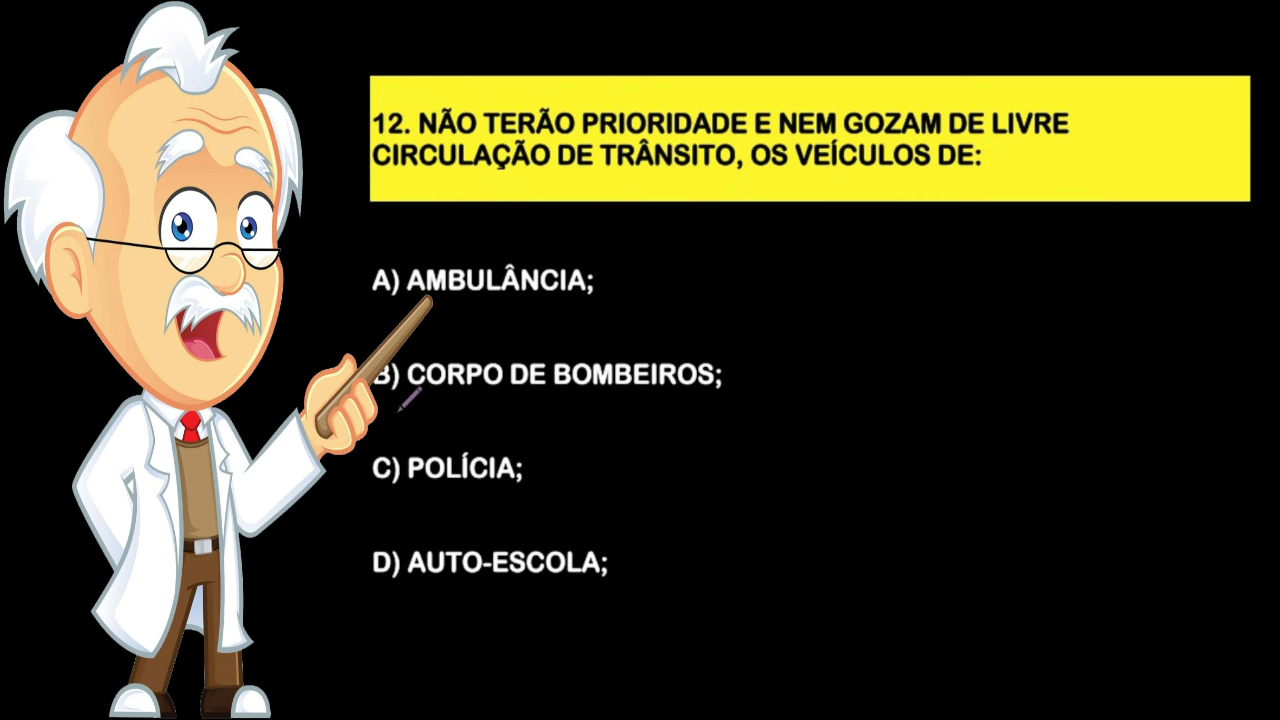 12. NÃO TERÃO PRIORIDADE E NEM GOZAM DE LIVRE
CIRCULAÇÃO DE TRÂNSITO, OS VEÍCULOS DE:
A) AMBULÂNCIA;
B) CORPO DE BOMBEIROS;
C) POLÍCIA;
D) AUTO-ESCOLA;